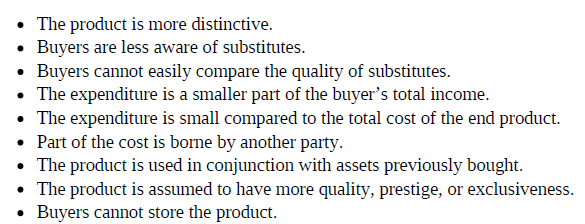 • The product is more distinctive.
• Buyers are less aware of substitutes.
• Buyers cannot easily compare the quality of substitutes.
• The expenditure is a smaller part of the buyer’s total income.
• The expenditure is small compared to the total cost of the end product.
• Part of the cost is borne by another party.
• The product is used in conjunction with assets previously bought.
• The product is assumed to have more quality, prestige, or exclusiveness.
• Buyers cannot store the product.